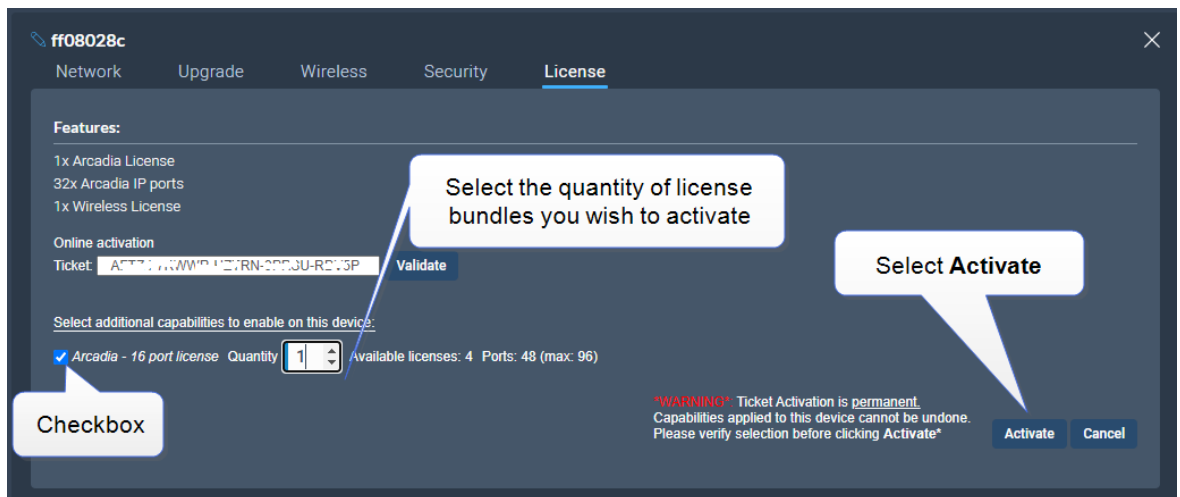 ff08028c
Network Upgrade Wireless Security License
Features:
1x Arcadia License
32x Arcadia IP ports
1x Wireless License
Select the quantity of license
bundles you wish to activate
Online activation
Ticket: Validate
Select Activate
Select additional capabilities to enable on this device:
Arcadia - 16 port license Quantity 1 Available licenses: 4 Ports: 48 (max: 96)
Checkbox
*WARNING*: Ticket Activation is permanent.
Capabilities applied to this device cannot be undone.
Please verify selection before clicking Activate*
Activate Cancel